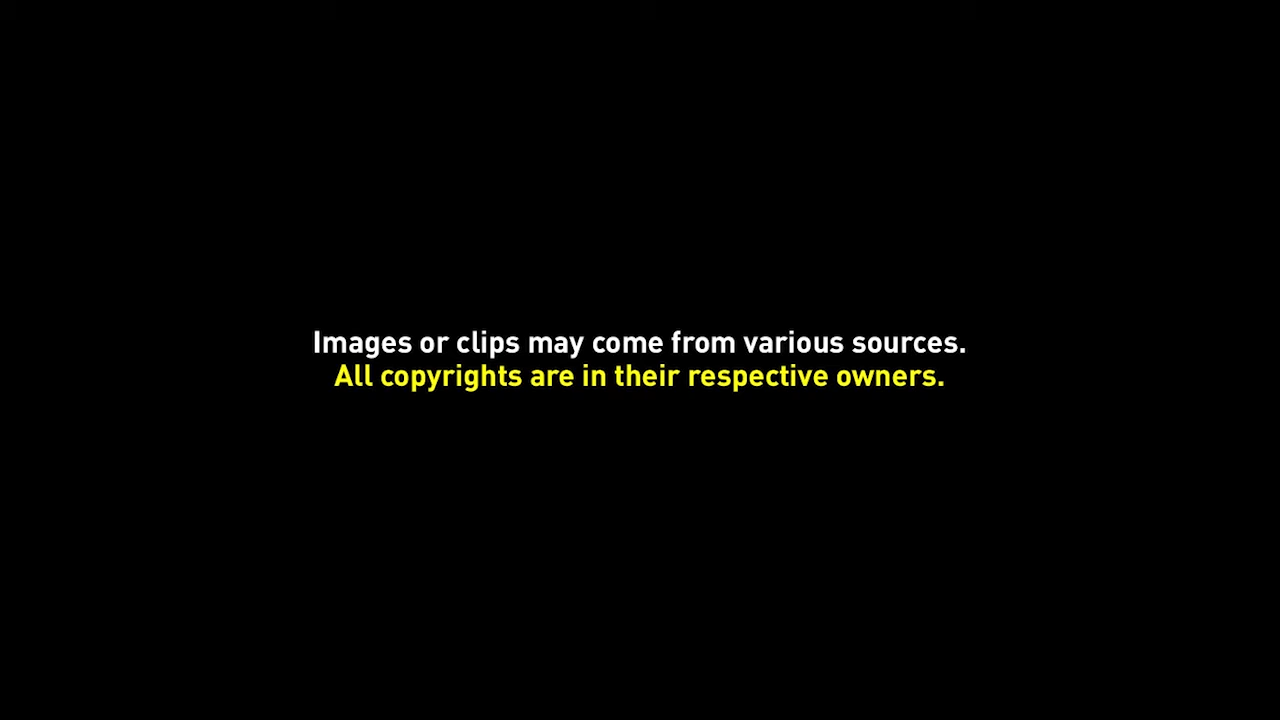 Images or clips may come from various sources.
All copyrights are in their respective owners.